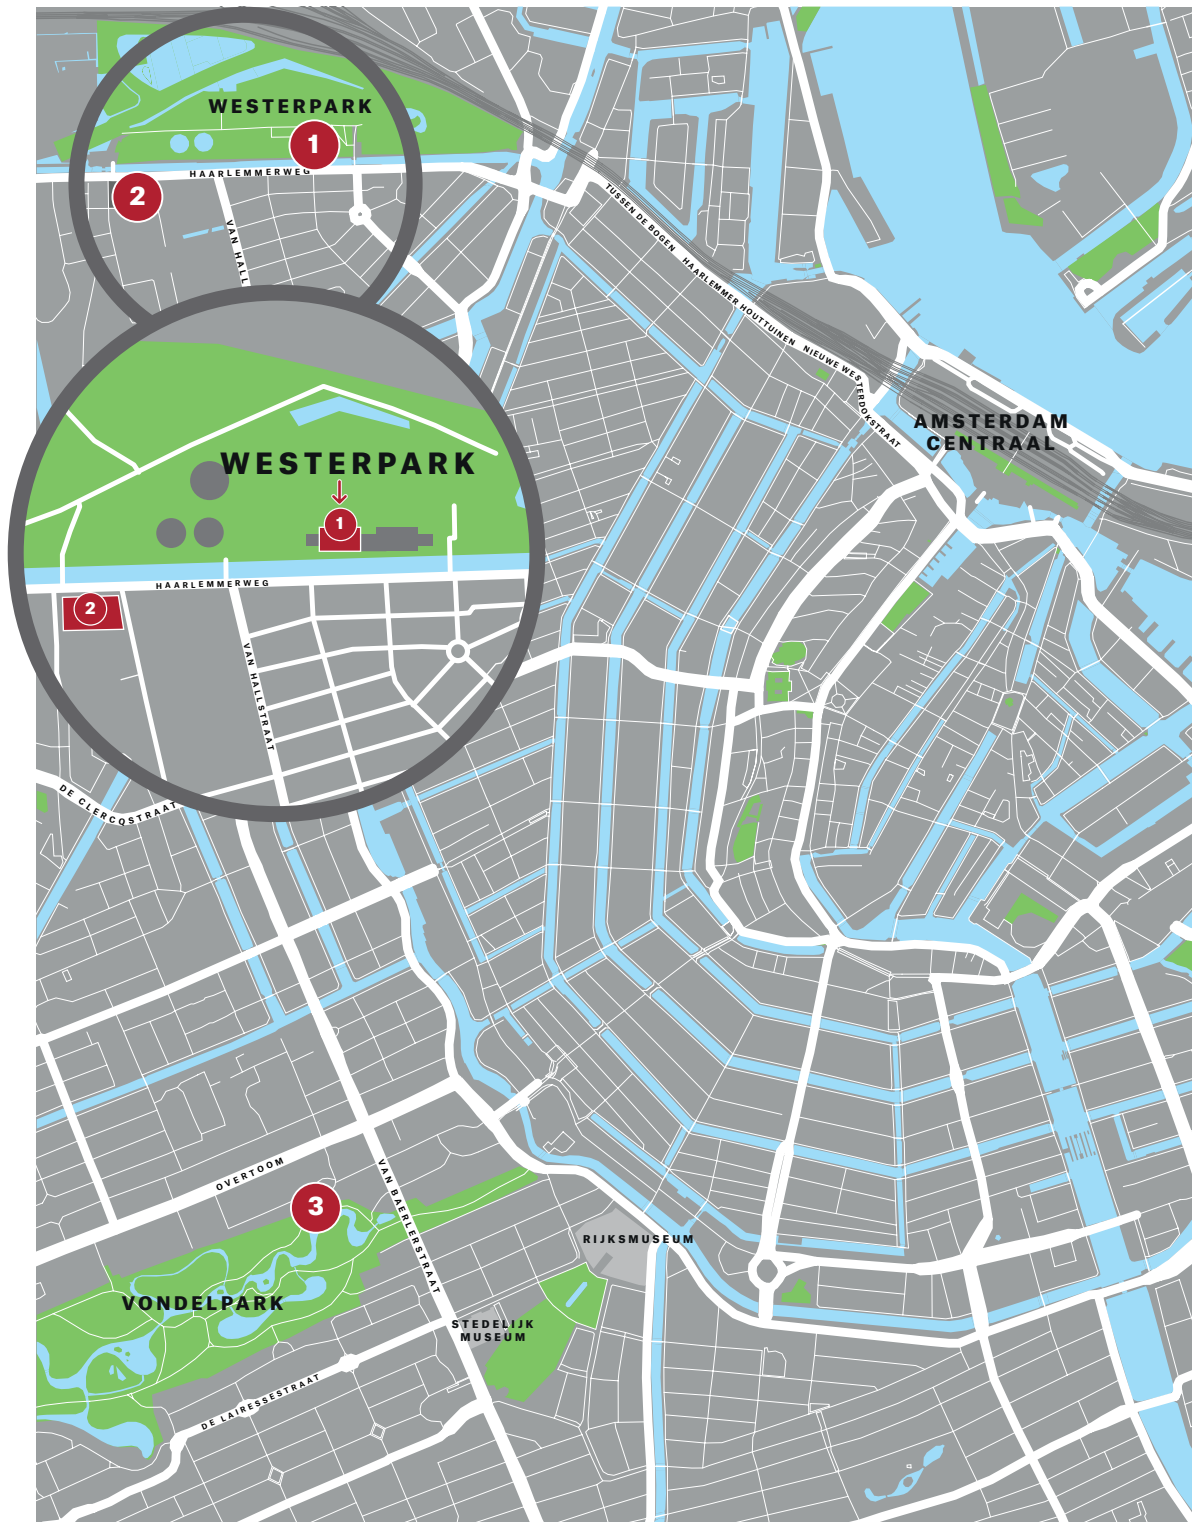 WESTERPARK
1
HAARLEMMERWEG
2
VAN HALL
TUSSEN DE BOGEN
HAARLEMMER HOUTTUINEN
NIEUWE WESTERDOKSTRAAT
AMSTERDAM
CENTRAAL
WESTERPARK
1
HAARLEMMERWEG
2
VAN HALLSTRAAT
DE CLERCQSTRAAT
OVERTOOM
VAN BAERLERSTRAAT
3
RIJKSMUSEUM
VONDELPARK
STEDELIJK
MUSEUM
DE LAIRESSESTRAAT